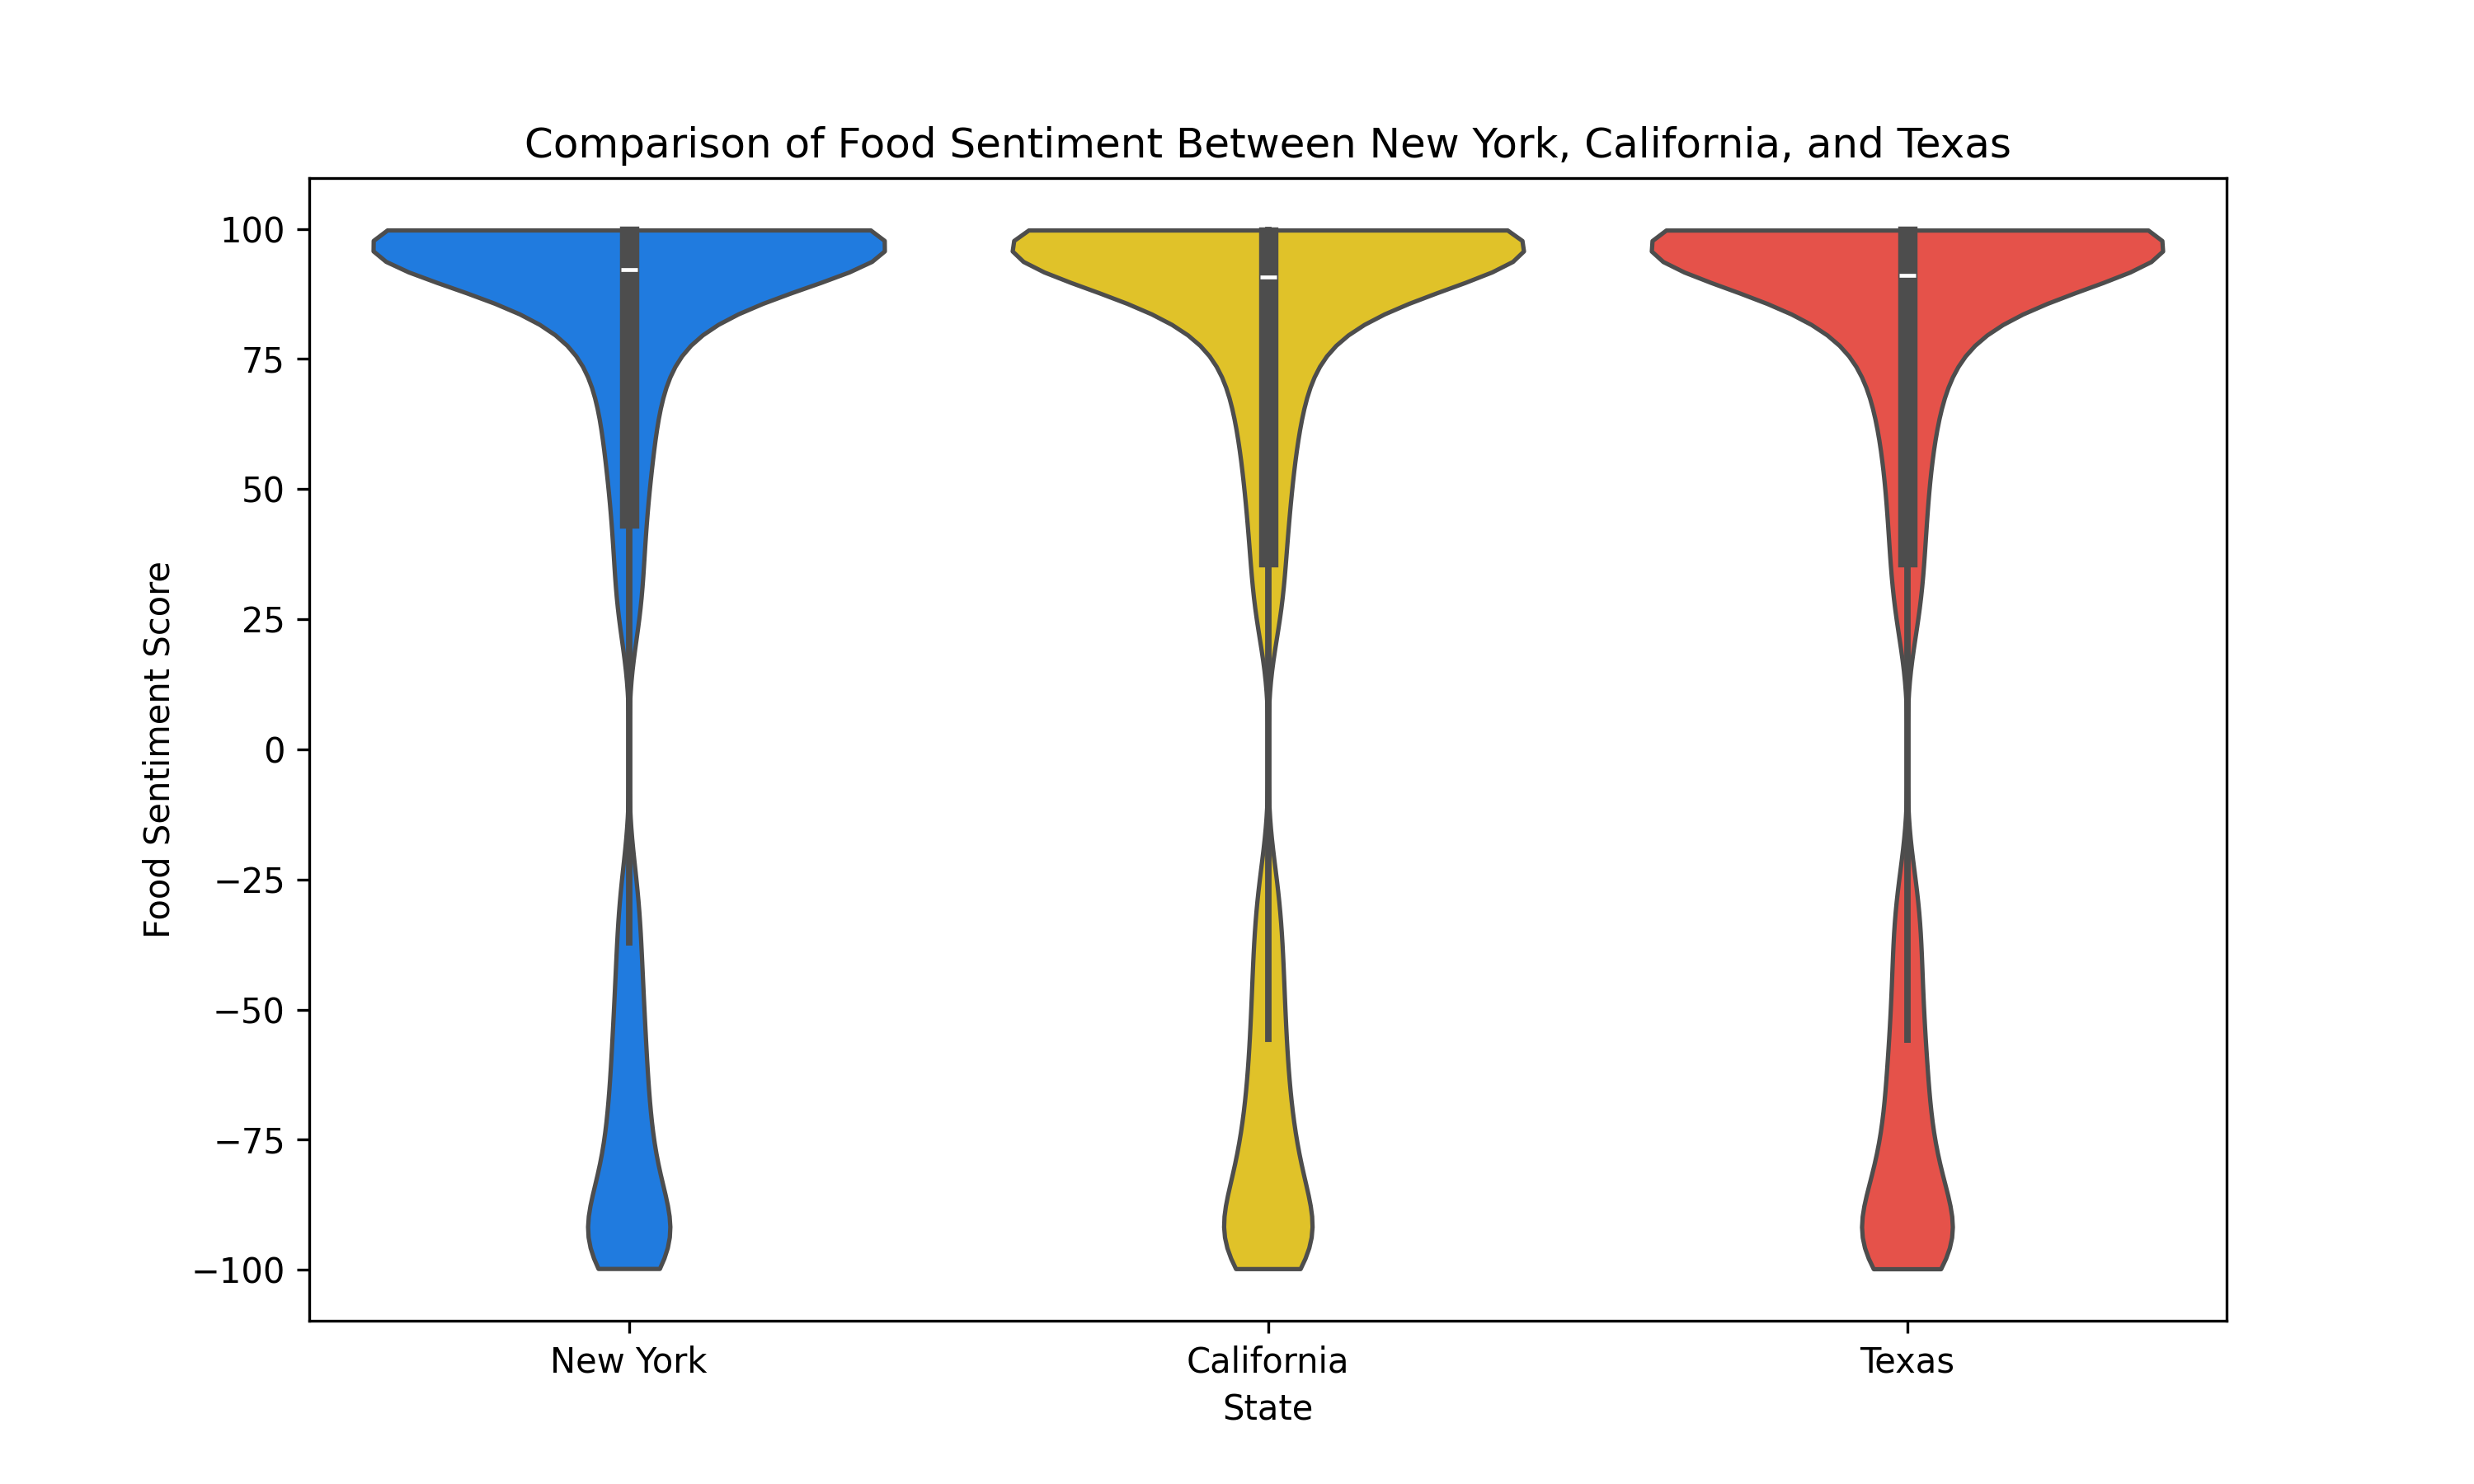 Comparison of Food Sentiment Between New York, California, and Texas
100
75
50
25
0
−25
−50
−75
−100
Food Sentiment Score
New York
California
Texas
State